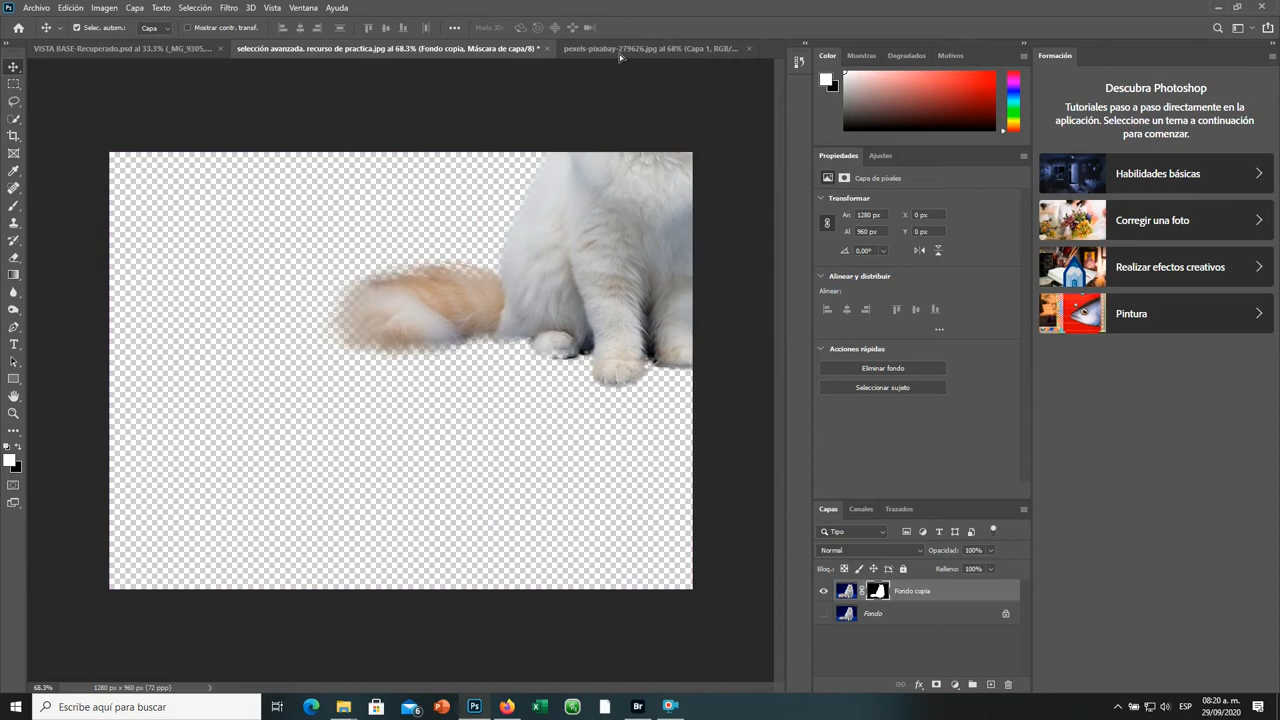 Archivo Edición Imagen Capa Texto Selección Filtro 3D Vista Ventana Ayuda
Selec. autom.: Capa Mostrar contr. transf. Modo 3D:
VISTA BASE-Recuperado.psd al 33.3% (_MG_9305,... × selección avanzada. recurso de practica.jpg al 68.3% (Fondo copia, Máscara de capa/8) * × pexels-pixabay-279626.jpg al 68% (Capa 1, RGB/... ×
Color Muestras Degradados Motivos
Formación
Descubra Photoshop
Tutoriales paso a paso directamente en la
aplicación. Seleccione un tema a continuación
para comenzar.
Habilidades básicas
Corregir una foto
Realizar efectos creativos
Pintura
Propiedades Ajustes
Capa de píxeles
Transformar
An 1280 px X 0 px
Al 960 px Y 0 px
0.00°
Alinear y distribuir
Alinear:
Acciones rápidas
Eliminar fondo
Seleccionar sujeto
Capas Canales Trazados
Tipo
Normal Opacidad: 100%
Bloq.: Relleno: 100%
Fondo copia
Fondo
68.3% 1280 px x 960 px (72 ppp)
Escribe aquí para buscar
6
ESP
08:20 a. m.
29/09/2020